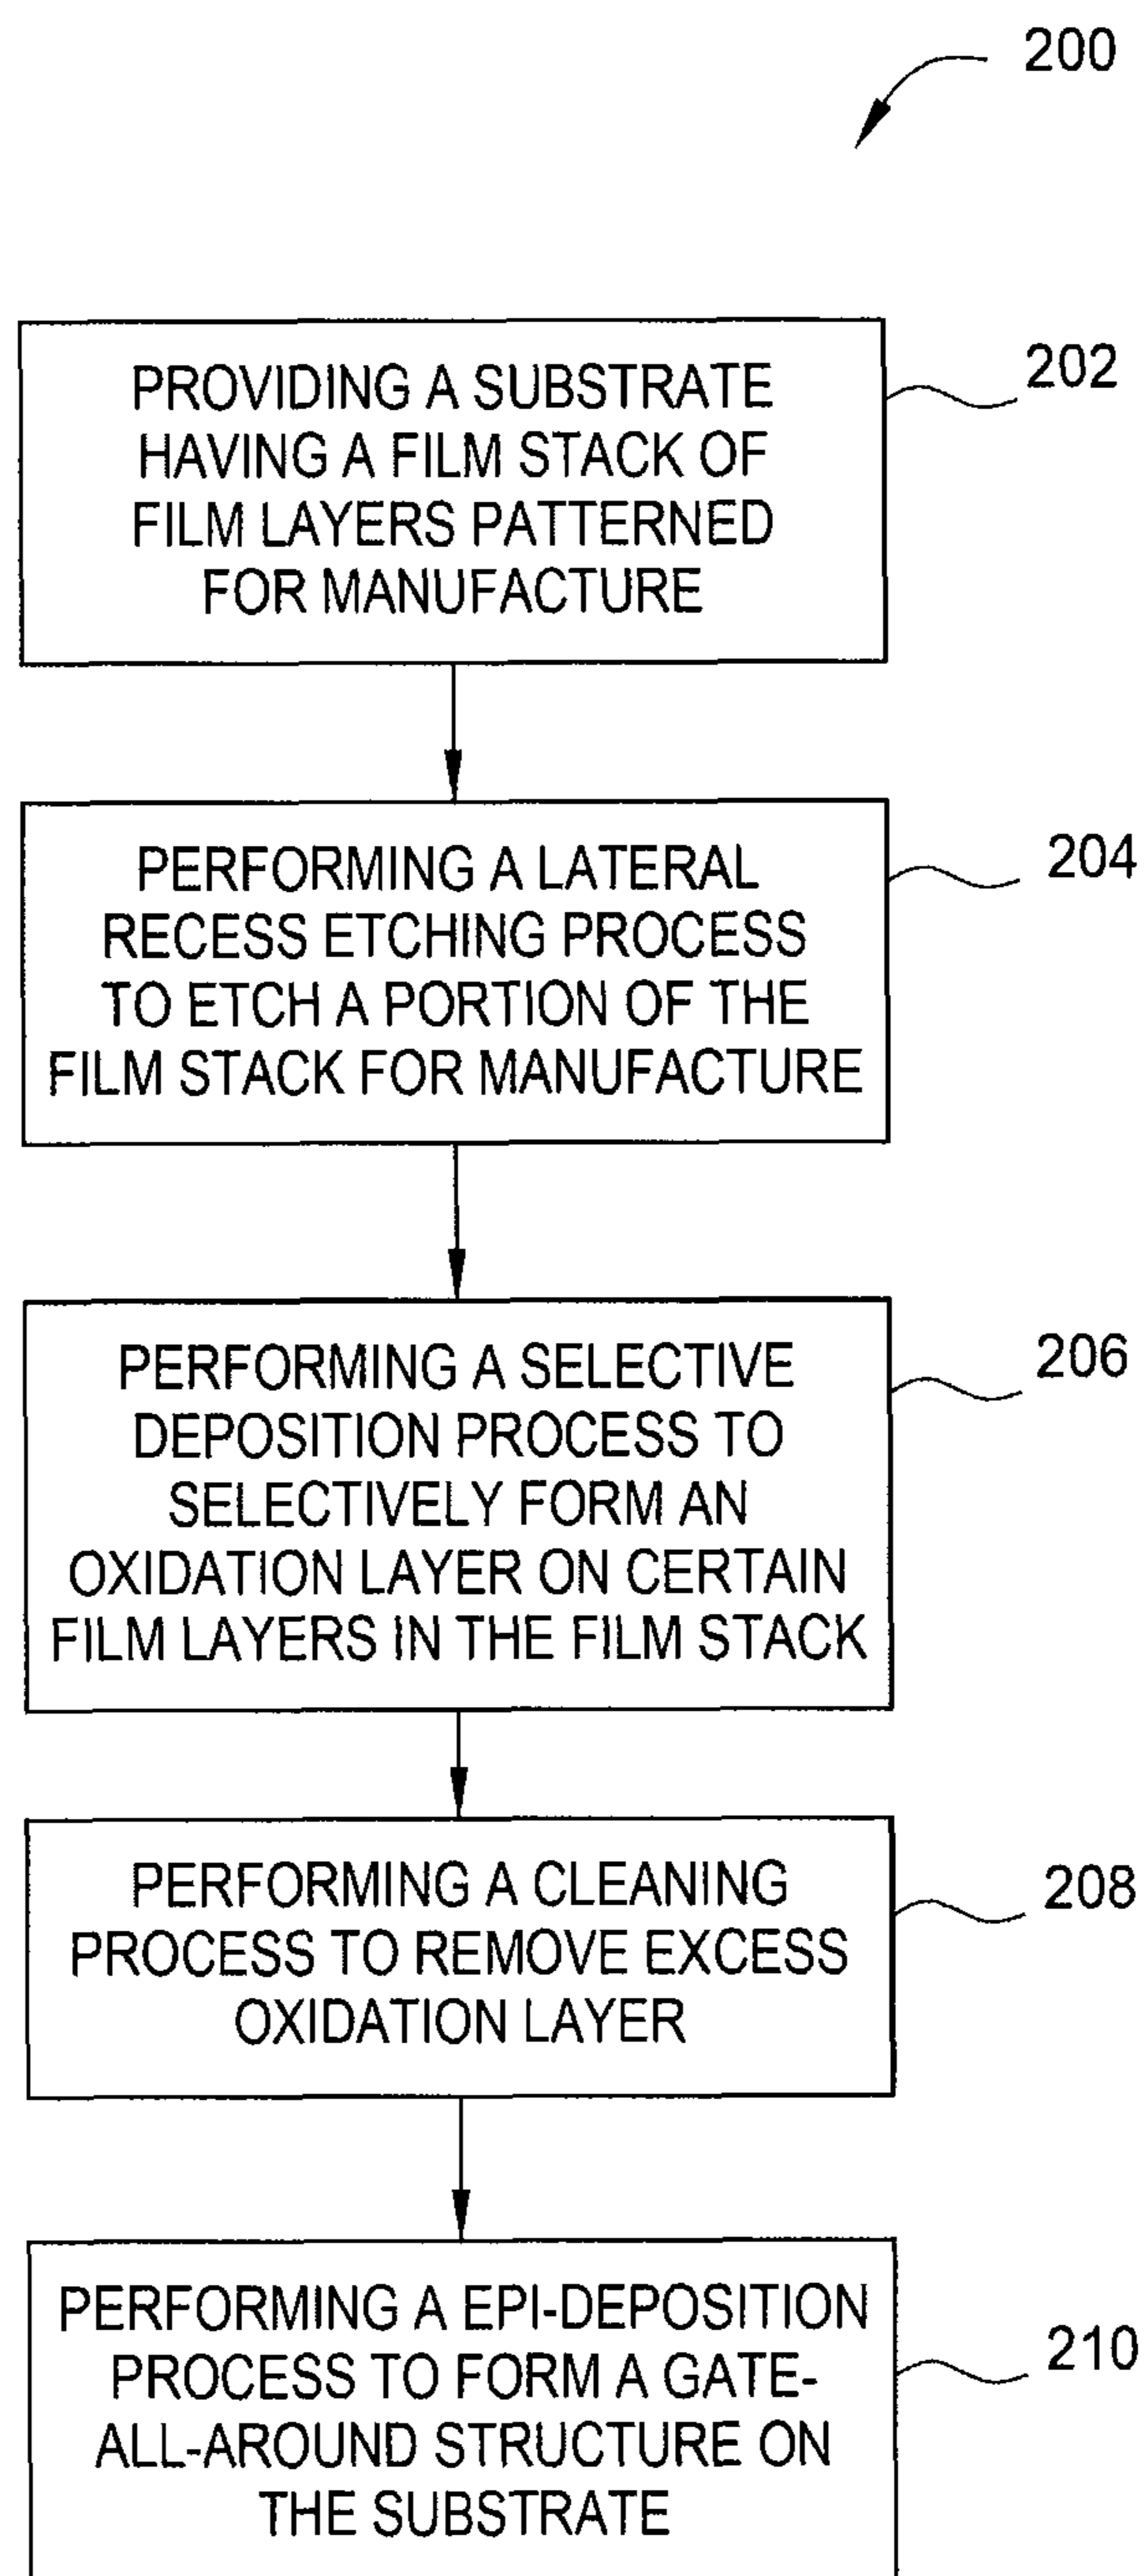 200
PROVIDING A SUBSTRATE
HAVING A FILM STACK OF
FILM LAYERS PATTERNED
FOR MANUFACTURE
202
PERFORMING A LATERAL
RECESS ETCHING PROCESS
TO ETCH A PORTION OF THE
FILM STACK FOR MANUFACTURE
204
PERFORMING A SELECTIVE
DEPOSITION PROCESS TO
SELECTIVELY FORM AN
OXIDATION LAYER ON CERTAIN
FILM LAYERS IN THE FILM STACK
206
PERFORMING A CLEANING
PROCESS TO REMOVE EXCESS
OXIDATION LAYER
208
PERFORMING A EPI-DEPOSITION
PROCESS TO FORM A GATE-
ALL-AROUND STRUCTURE ON
THE SUBSTRATE
210